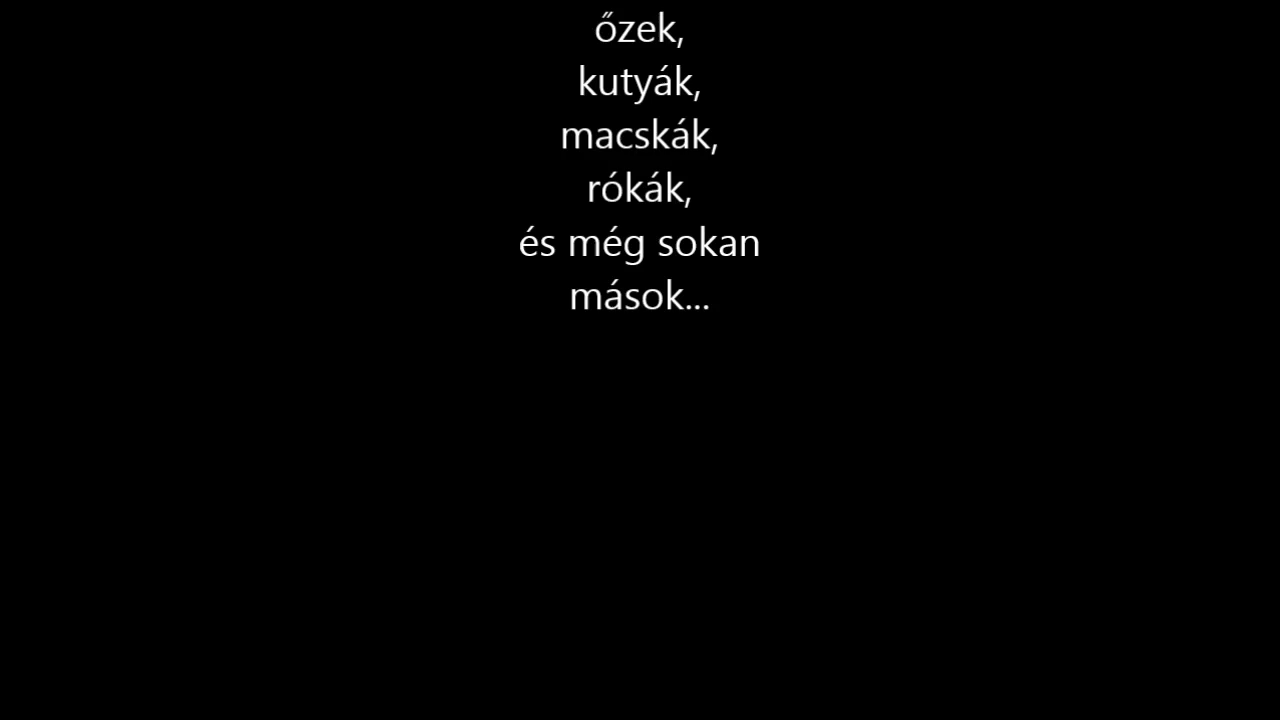 őzek,
kutyák,
macskák,
rókák,
és még sokan
mások...